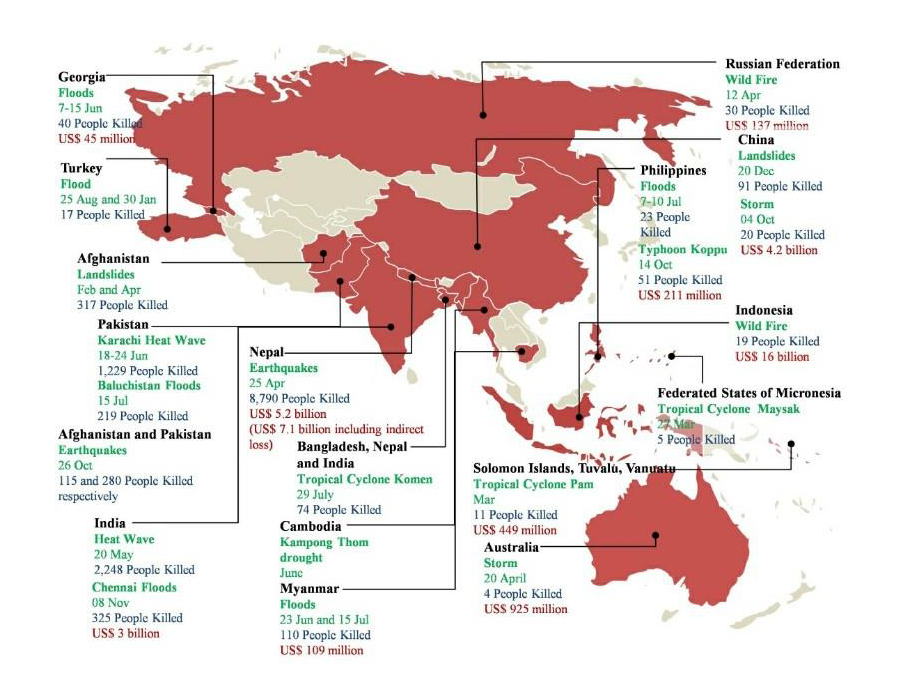 Georgia
Floods
7-15 Jun
40 People Killed
US$ 45 million
Turkey
Flood
25 Aug and 30 Jan
17 People Killed
Afghanistan
Landslides
Feb and Apr
317 People Killed
Pakistan
Karachi Heat Wave
18-24 Jun
1,229 People Killed
Baluchistan Floods
15 Jul
219 People Killed
Afghanistan and Pakistan
Earthquakes
26 Oct
115 and 280 People Killed
respectively
India
Heat Wave
20 May
2,248 People Killed
Chennai Floods
08 Nov
325 People Killed
US$ 3 billion
Nepal
Earthquakes
25 Apr
8,790 People Killed
US$ 5.2 billion
(US$ 7.1 billion including indirect
loss)
Bangladesh, Nepal
and India
Tropical Cyclone Komen
29 July
74 People Killed
Cambodia
Kampong Thom
drought
June
Myanmar
Floods
23 Jun and 15 Jul
110 People Killed
US$ 109 million
Russian Federation
Wild Fire
12 Apr
30 People Killed
US$ 137 million
China
Landslides
20 Dec
91 People Killed
Storm
04 Oct
20 People Killed
US$ 4.2 billion
Philippines
Floods
7-10 Jul
23 People
Killed
Typhoon Koppu
14 Oct
51 People Killed
US$ 211 million
Indonesia
Wild Fire
19 People Killed
US$ 16 billion
Federated States of Micronesia
Tropical Cyclone Maysak
27 Mar
5 People Killed
Solomon Islands, Tuvalu, Vanuatu
Tropical Cyclone Pam
Mar
11 People Killed
US$ 449 million
Australia
Storm
20 April
4 People Killed
US$ 925 million